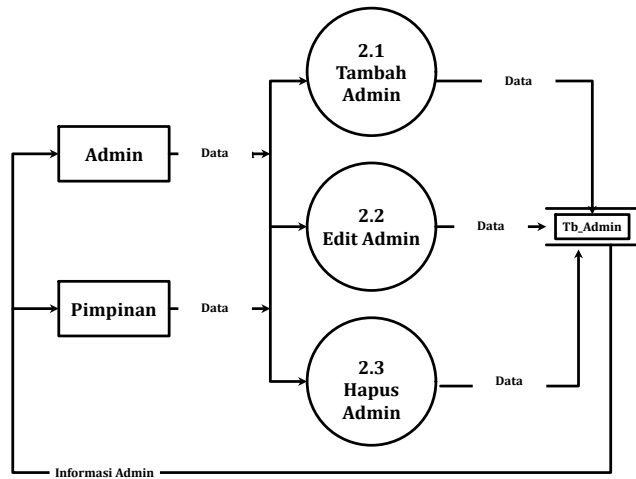 2.1
Tambah
Admin
Data
Admin
Data
2.2
Edit Admin
Data
Tb_Admin
Pimpinan
Data
2.3
Hapus
Admin
Data
Informasi Admin